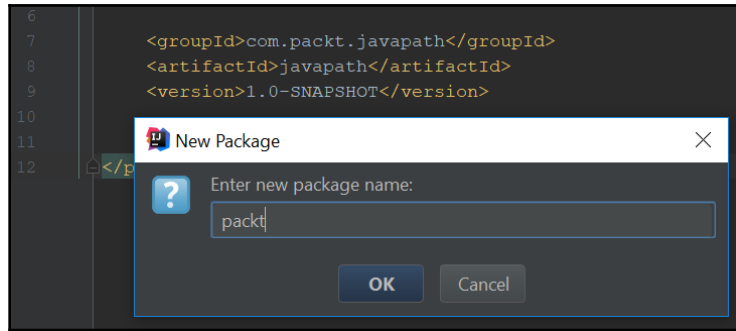 6
7 <groupId>com.packt.javapath</groupId>
8 <artifactId>javapath</artifactId>
9 <version>1.0-SNAPSHOT</version>
10
11
12 </p
New Package
Enter new package name:
packt
OK Cancel